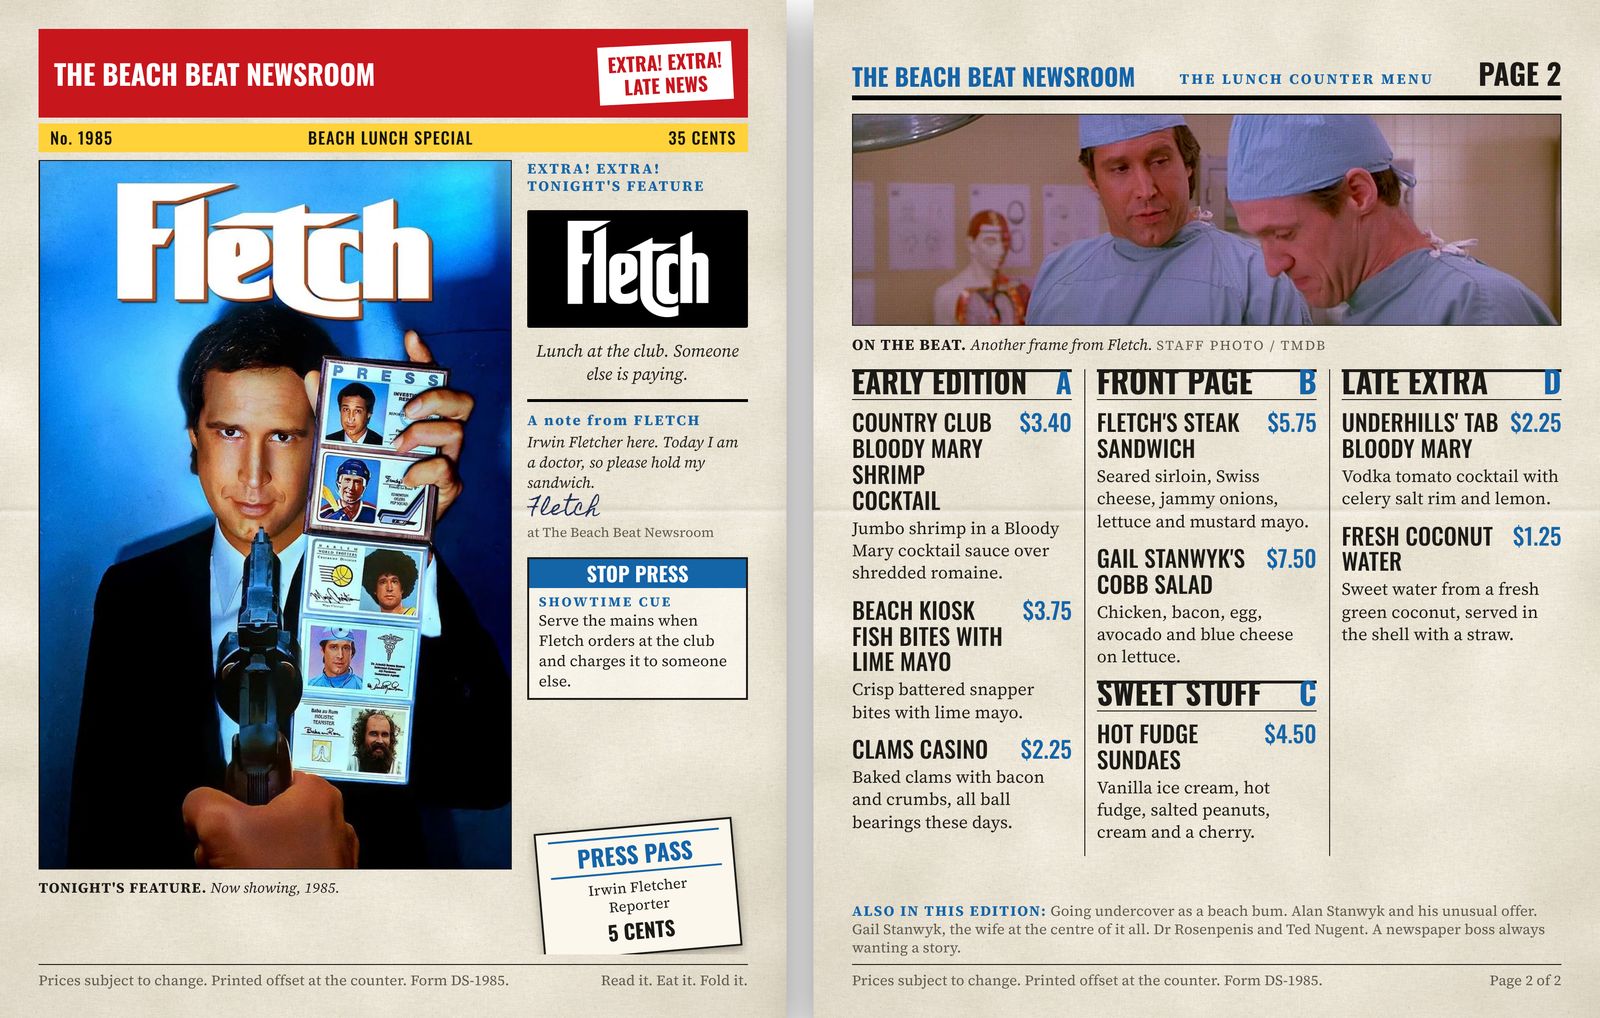 THE BEACH BEAT NEWSROOM
EXTRA! EXTRA!
LATE NEWS
No. 1985
BEACH LUNCH SPECIAL
35 CENTS
Fletch
PRESS
EXTRA! EXTRA!
TONIGHT'S FEATURE
Fletch
Lunch at the club. Someone
else is paying.
A note from FLETCH
Irwin Fletcher here. Today I am
a doctor, so please hold my
sandwich.
Fletch
at The Beach Beat Newsroom
STOP PRESS
SHOWTIME CUE
Serve the mains when
Fletch orders at the club
and charges it to someone
else.
PRESS PASS
Irwin Fletcher
Reporter
5 CENTS
TONIGHT'S FEATURE. Now showing, 1985.
Prices subject to change. Printed offset at the counter. Form DS-1985.
Read it. Eat it. Fold it.
THE BEACH BEAT NEWSROOM
THE LUNCH COUNTER MENU
PAGE 2
ON THE BEAT. Another frame from Fletch. STAFF PHOTO / TMDB
EARLY EDITION A
COUNTRY CLUB $3.40
BLOODY MARY
SHRIMP
COCKTAIL
Jumbo shrimp in a Bloody
Mary cocktail sauce over
shredded romaine.
BEACH KIOSK $3.75
FISH BITES WITH
LIME MAYO
Crisp battered snapper
bites with lime mayo.
CLAMS CASINO $2.25
Baked clams with bacon
and crumbs, all ball
bearings these days.
FRONT PAGE B
FLETCH'S STEAK $5.75
SANDWICH
Seared sirloin, Swiss
cheese, jammy onions,
lettuce and mustard mayo.
GAIL STANWYK'S $7.50
COBB SALAD
Chicken, bacon, egg,
avocado and blue cheese
on lettuce.
SWEET STUFF C
HOT FUDGE $4.50
SUNDAES
Vanilla ice cream, hot
fudge, salted peanuts,
cream and a cherry.
LATE EXTRA D
UNDERHILLS' TAB $2.25
BLOODY MARY
Vodka tomato cocktail with
celery salt rim and lemon.
FRESH COCONUT $1.25
WATER
Sweet water from a fresh
green coconut, served in
the shell with a straw.
ALSO IN THIS EDITION: Going undercover as a beach bum. Alan Stanwyk and his unusual offer.
Gail Stanwyk, the wife at the centre of it all. Dr Rosenpenis and Ted Nugent. A newspaper boss always
wanting a story.
Prices subject to change. Printed offset at the counter. Form DS-1985.
Page 2 of 2